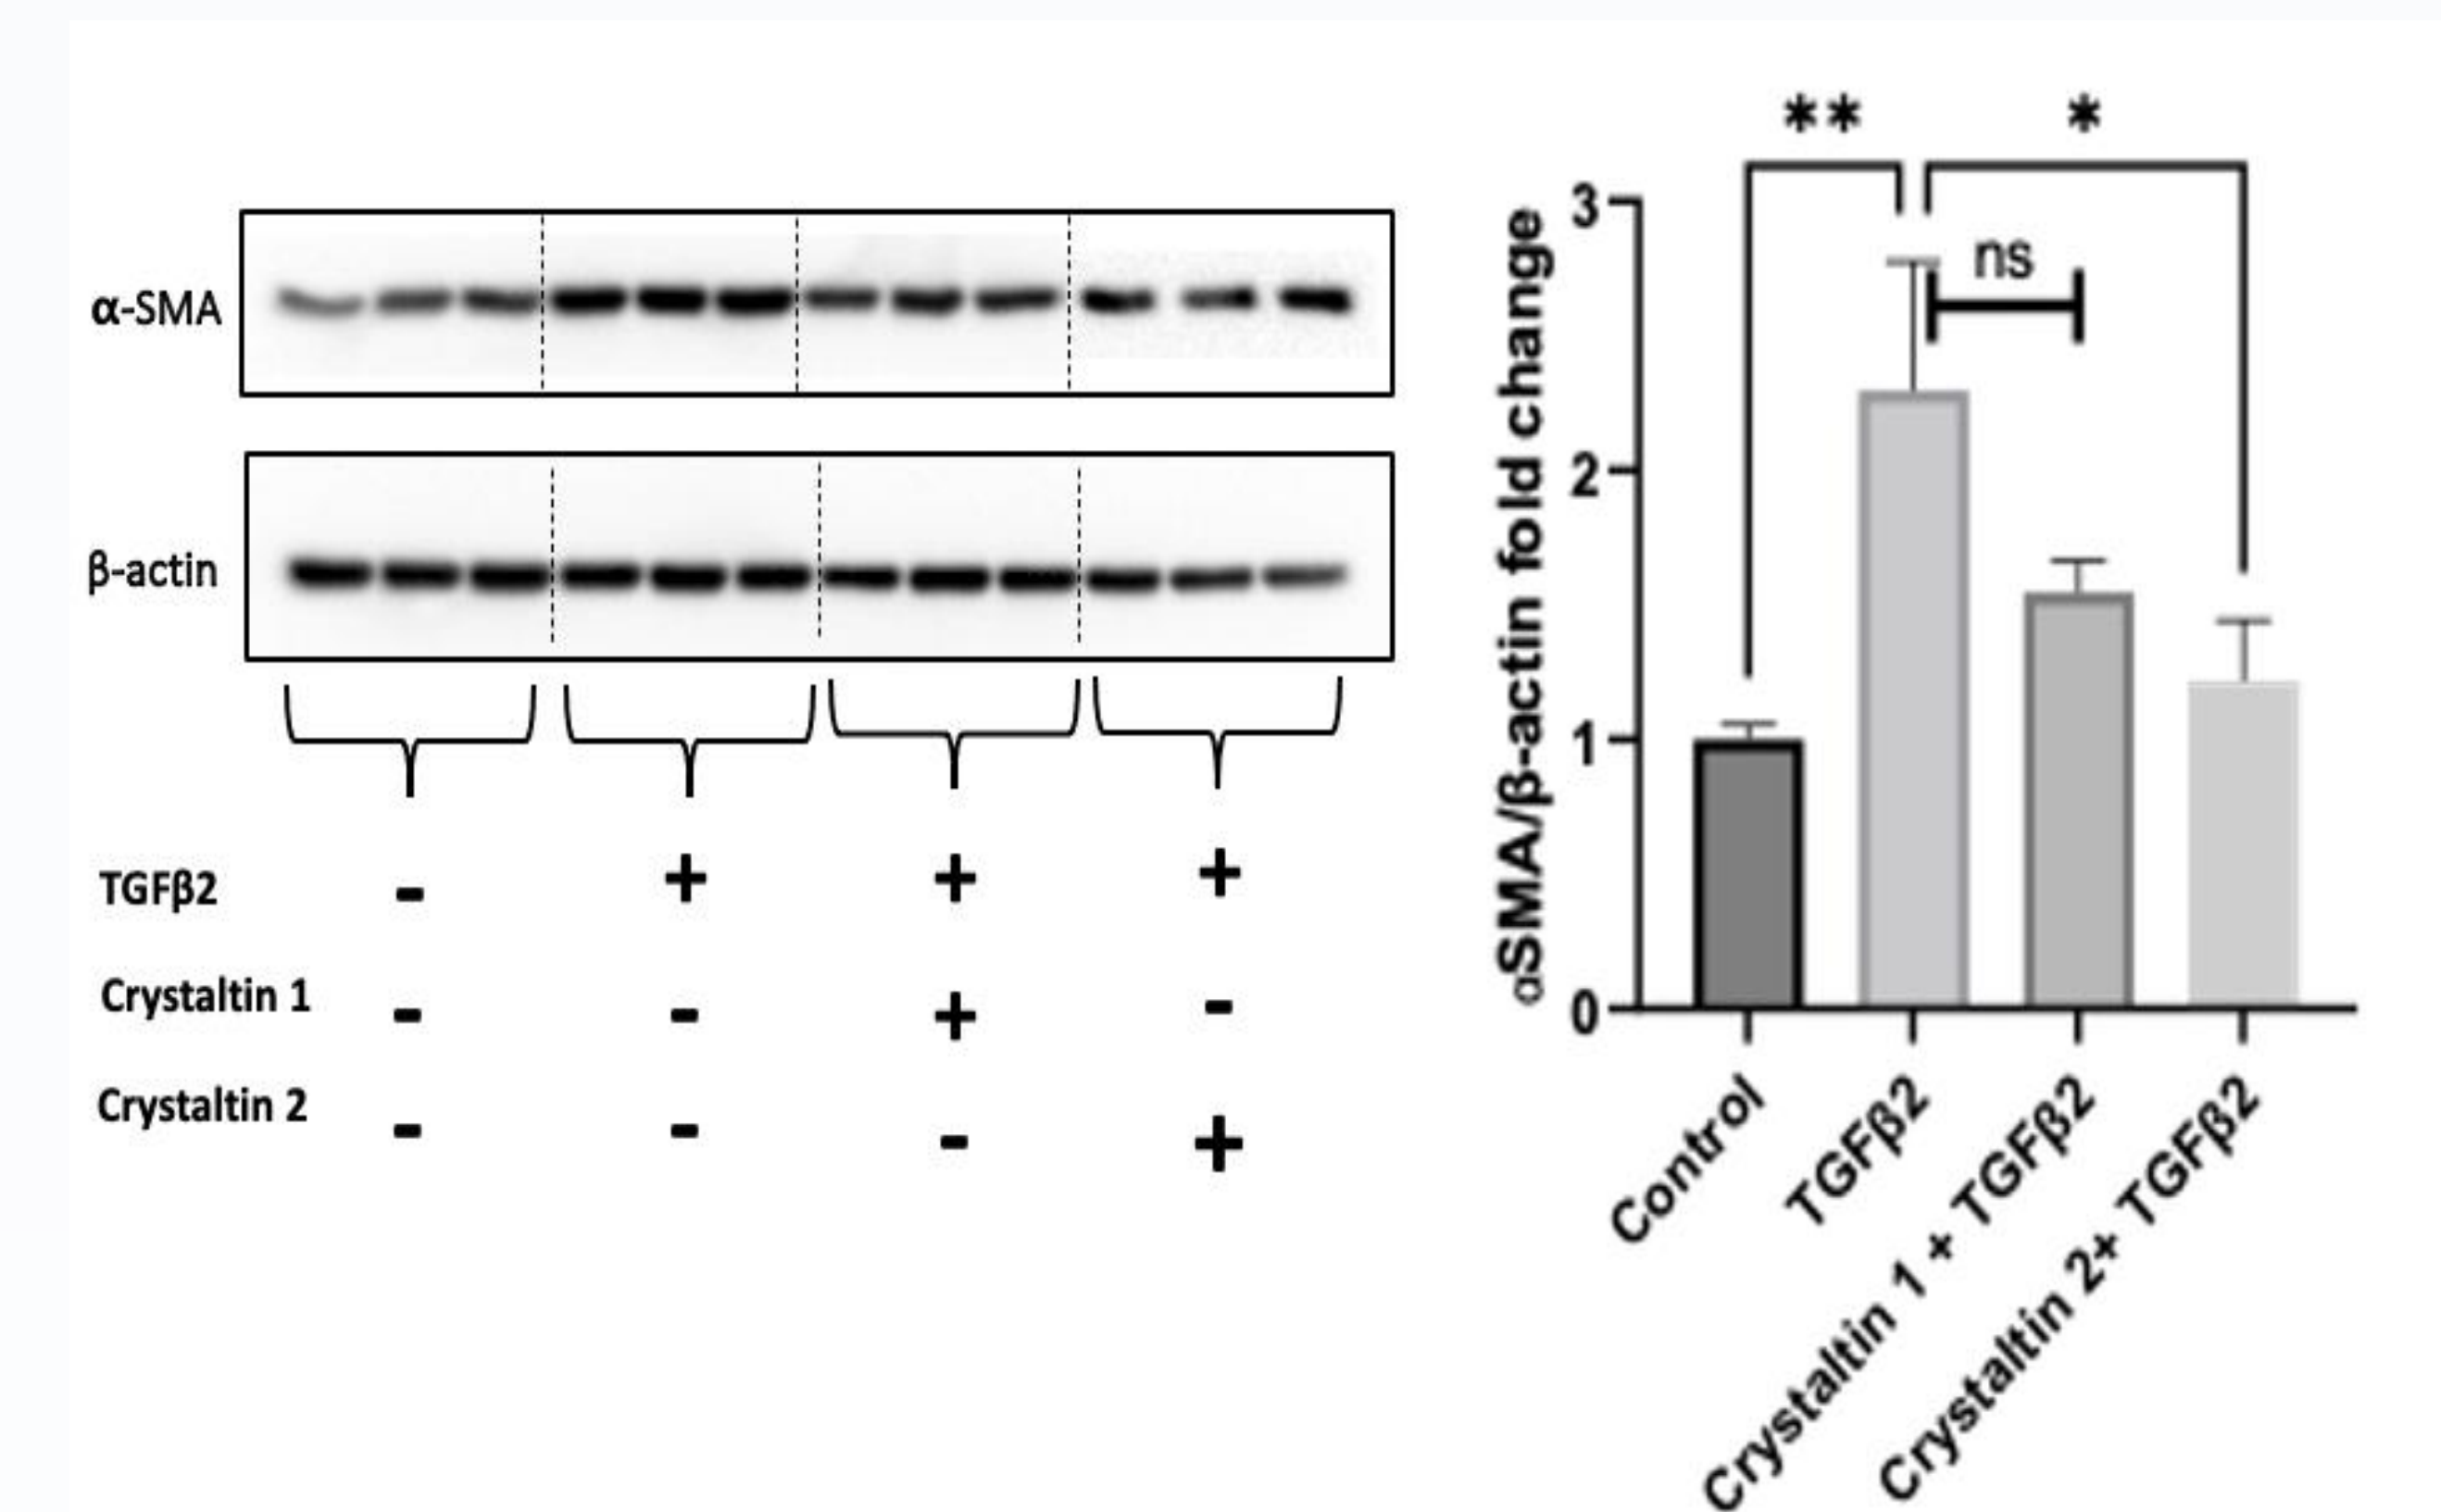 α-SMA
β-actin
TGFβ2 - + + +
Crystaltin 1 - - + -
Crystaltin 2 - - - +
** *
ns
αSMA/β-actin fold change
3
2
1
0
Control
TGFβ2
Crystaltin 1 + TGFβ2
Crystaltin 2+ TGFβ2